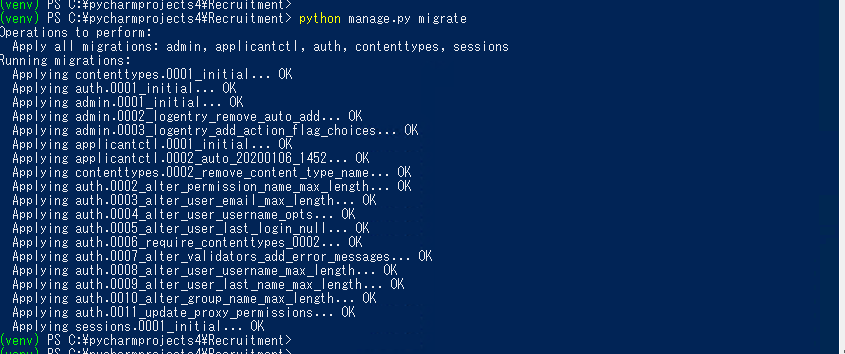 (venv) PS C:¥pycharmprojects4¥Recruitment>
(venv) PS C:¥pycharmprojects4¥Recruitment> python manage.py migrate
Operations to perform:
  Apply all migrations: admin, applicantctl, auth, contenttypes, sessions
Running migrations:
  Applying contenttypes.0001_initial... OK
  Applying auth.0001_initial... OK
  Applying admin.0001_initial... OK
  Applying admin.0002_logentry_remove_auto_add... OK
  Applying admin.0003_logentry_add_action_flag_choices... OK
  Applying applicantctl.0001_initial... OK
  Applying applicantctl.0002_auto_20200106_1452... OK
  Applying contenttypes.0002_remove_content_type_name... OK
  Applying auth.0002_alter_permission_name_max_length... OK
  Applying auth.0003_alter_user_email_max_length... OK
  Applying auth.0004_alter_user_username_opts... OK
  Applying auth.0005_alter_user_last_login_null... OK
  Applying auth.0006_require_contenttypes_0002... OK
  Applying auth.0007_alter_validators_add_error_messages... OK
  Applying auth.0008_alter_user_username_max_length... OK
  Applying auth.0009_alter_user_last_name_max_length... OK
  Applying auth.0010_alter_group_name_max_length... OK
  Applying auth.0011_update_proxy_permissions... OK
  Applying sessions.0001_initial... OK
(venv) PS C:¥pycharmprojects4¥Recruitment>
(venv) PS C:¥pycharmprojects4¥Recruitment>